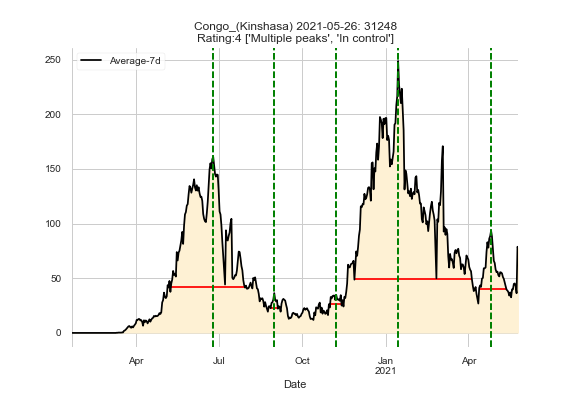 Congo_(Kinshasa) 2021-05-26: 31248
Rating:4 ['Multiple peaks', 'In control']
Average-7d
250
200
150
100
50
0
Apr
Jul
Oct
Jan
2021
Apr
Date